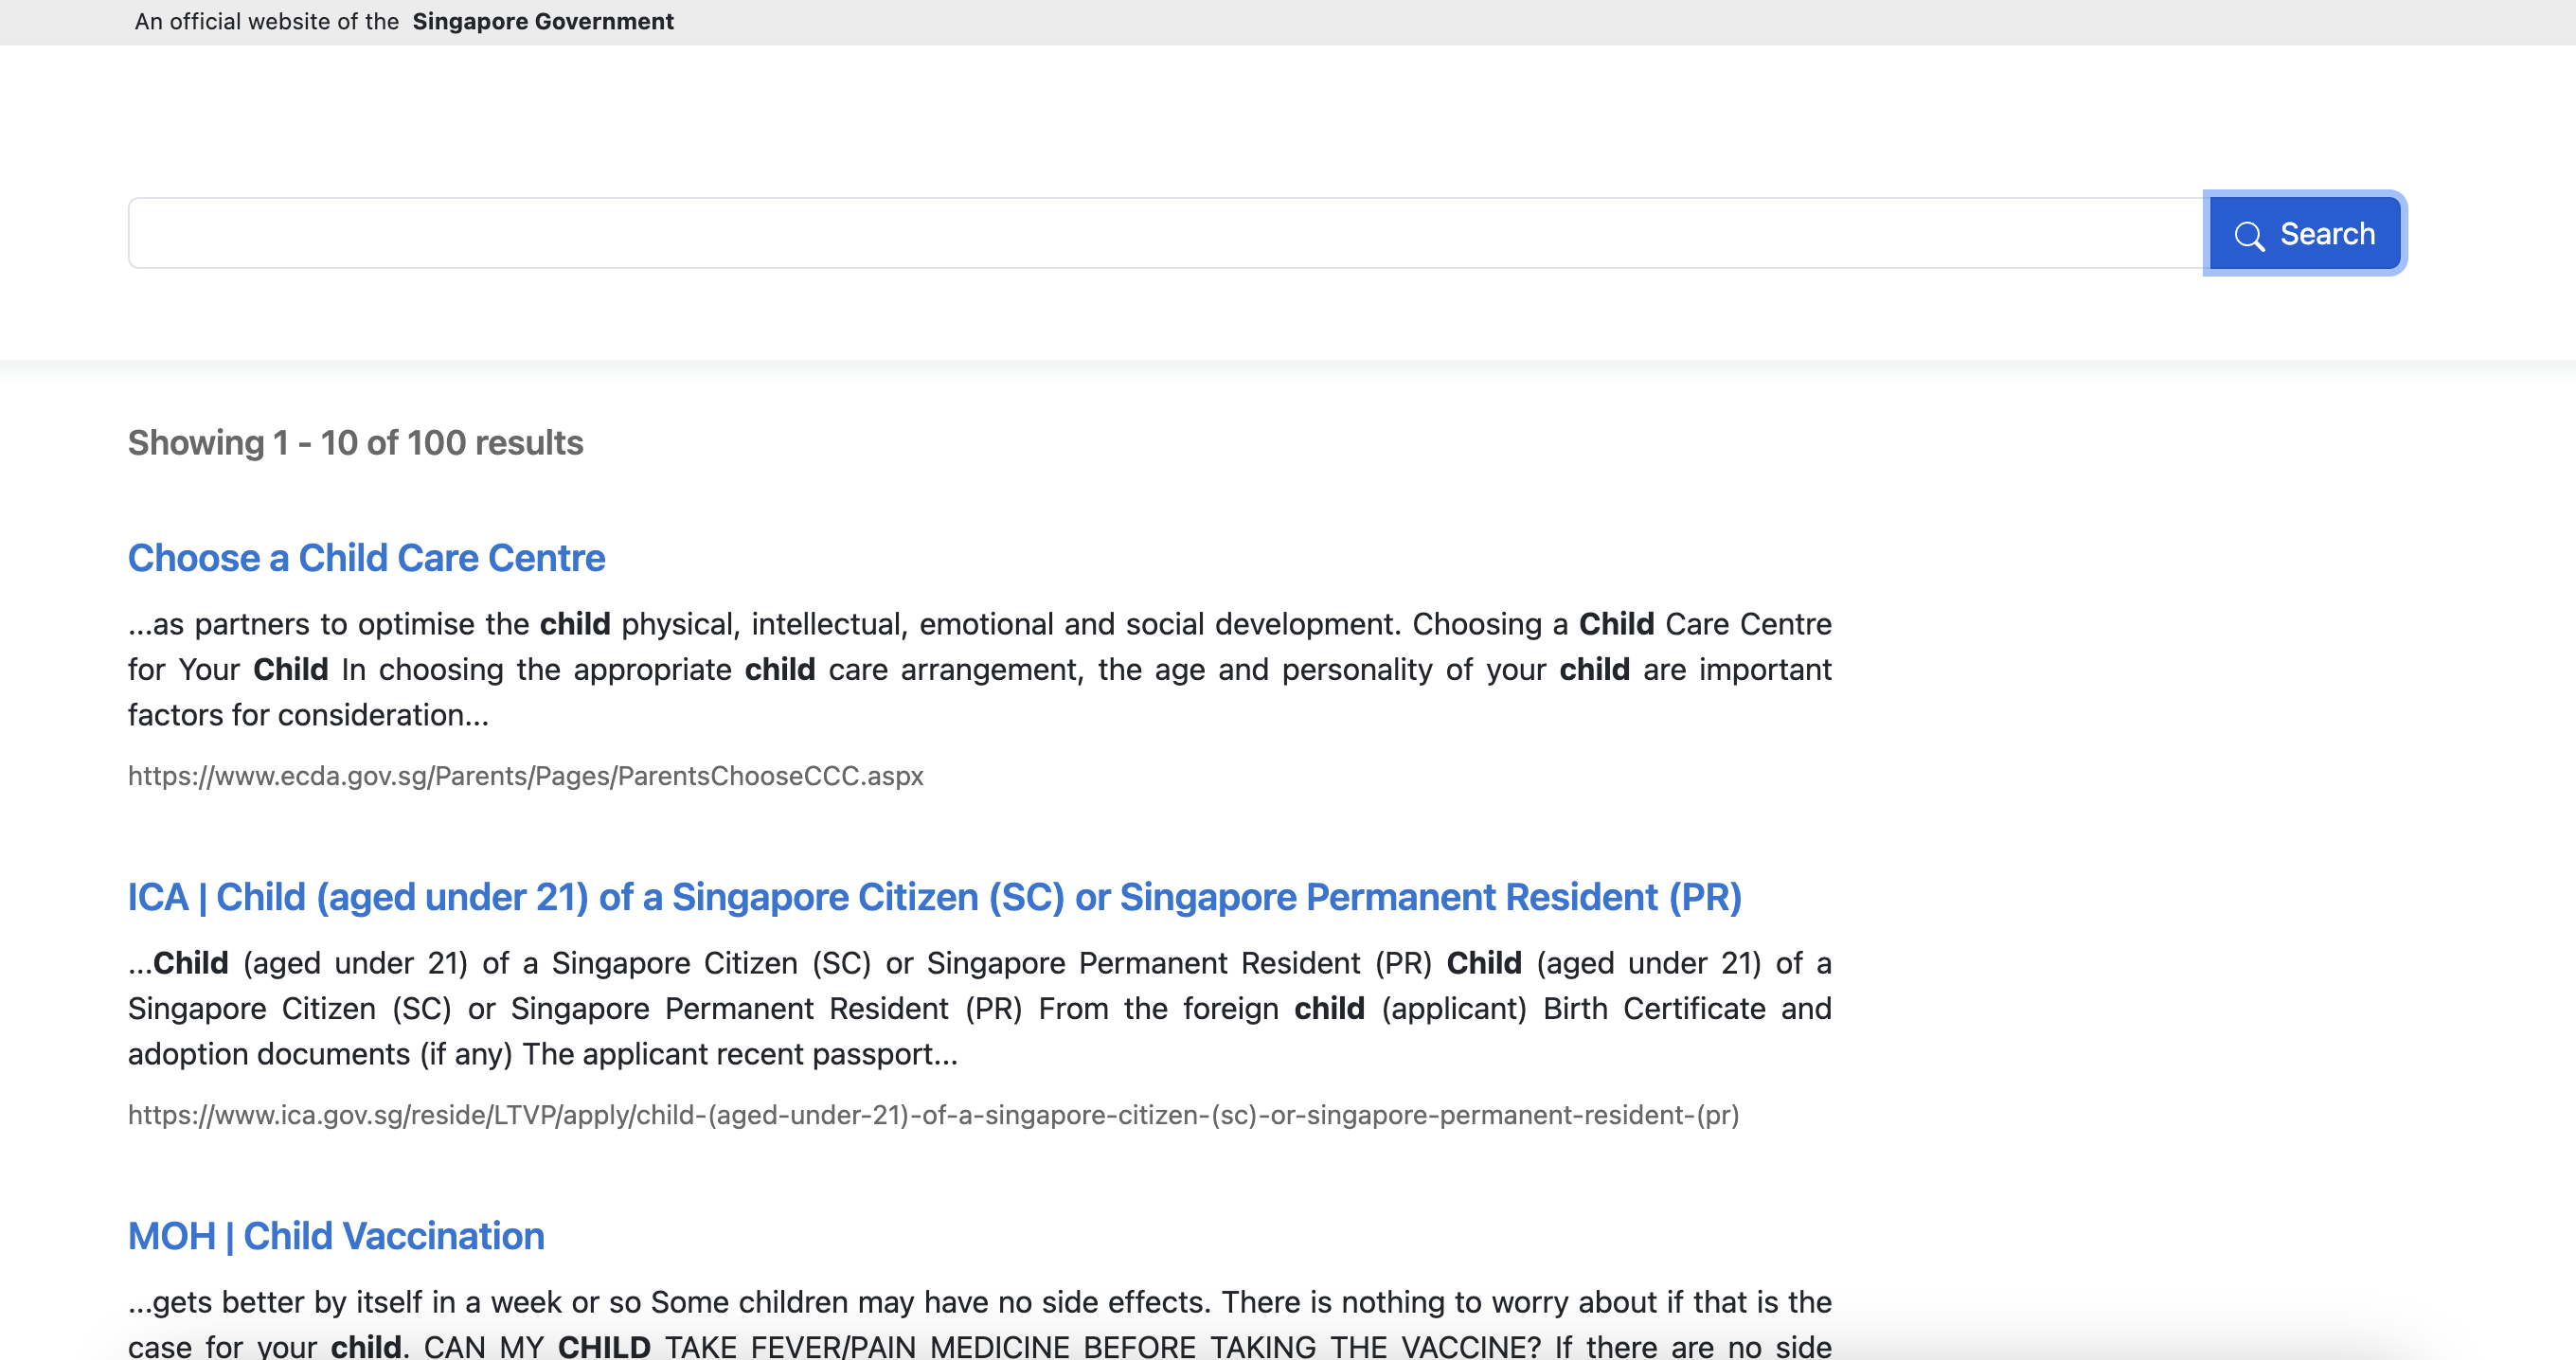 An official website of the Singapore Government
Search
Showing 1 - 10 of 100 results
Choose a Child Care Centre
...as partners to optimise the child physical, intellectual, emotional and social development. Choosing a Child Care Centre
for Your Child In choosing the appropriate child care arrangement, the age and personality of your child are important
factors for consideration...
https://www.ecda.gov.sg/Parents/Pages/ParentsChooseCCC.aspx
ICA | Child (aged under 21) of a Singapore Citizen (SC) or Singapore Permanent Resident (PR)
...Child (aged under 21) of a Singapore Citizen (SC) or Singapore Permanent Resident (PR) Child (aged under 21) of a
Singapore Citizen (SC) or Singapore Permanent Resident (PR) From the foreign child (applicant) Birth Certificate and
adoption documents (if any) The applicant recent passport...
https://www.ica.gov.sg/reside/LTVP/apply/child-(aged-under-21)-of-a-singapore-citizen-(sc)-or-singapore-permanent-resident-(pr)
MOH | Child Vaccination
...gets better by itself in a week or so Some children may have no side effects. There is nothing to worry about if that is the
case for your child. CAN MY CHILD TAKE FEVER/PAIN MEDICINE BEFORE TAKING THE VACCINE? If there are no side